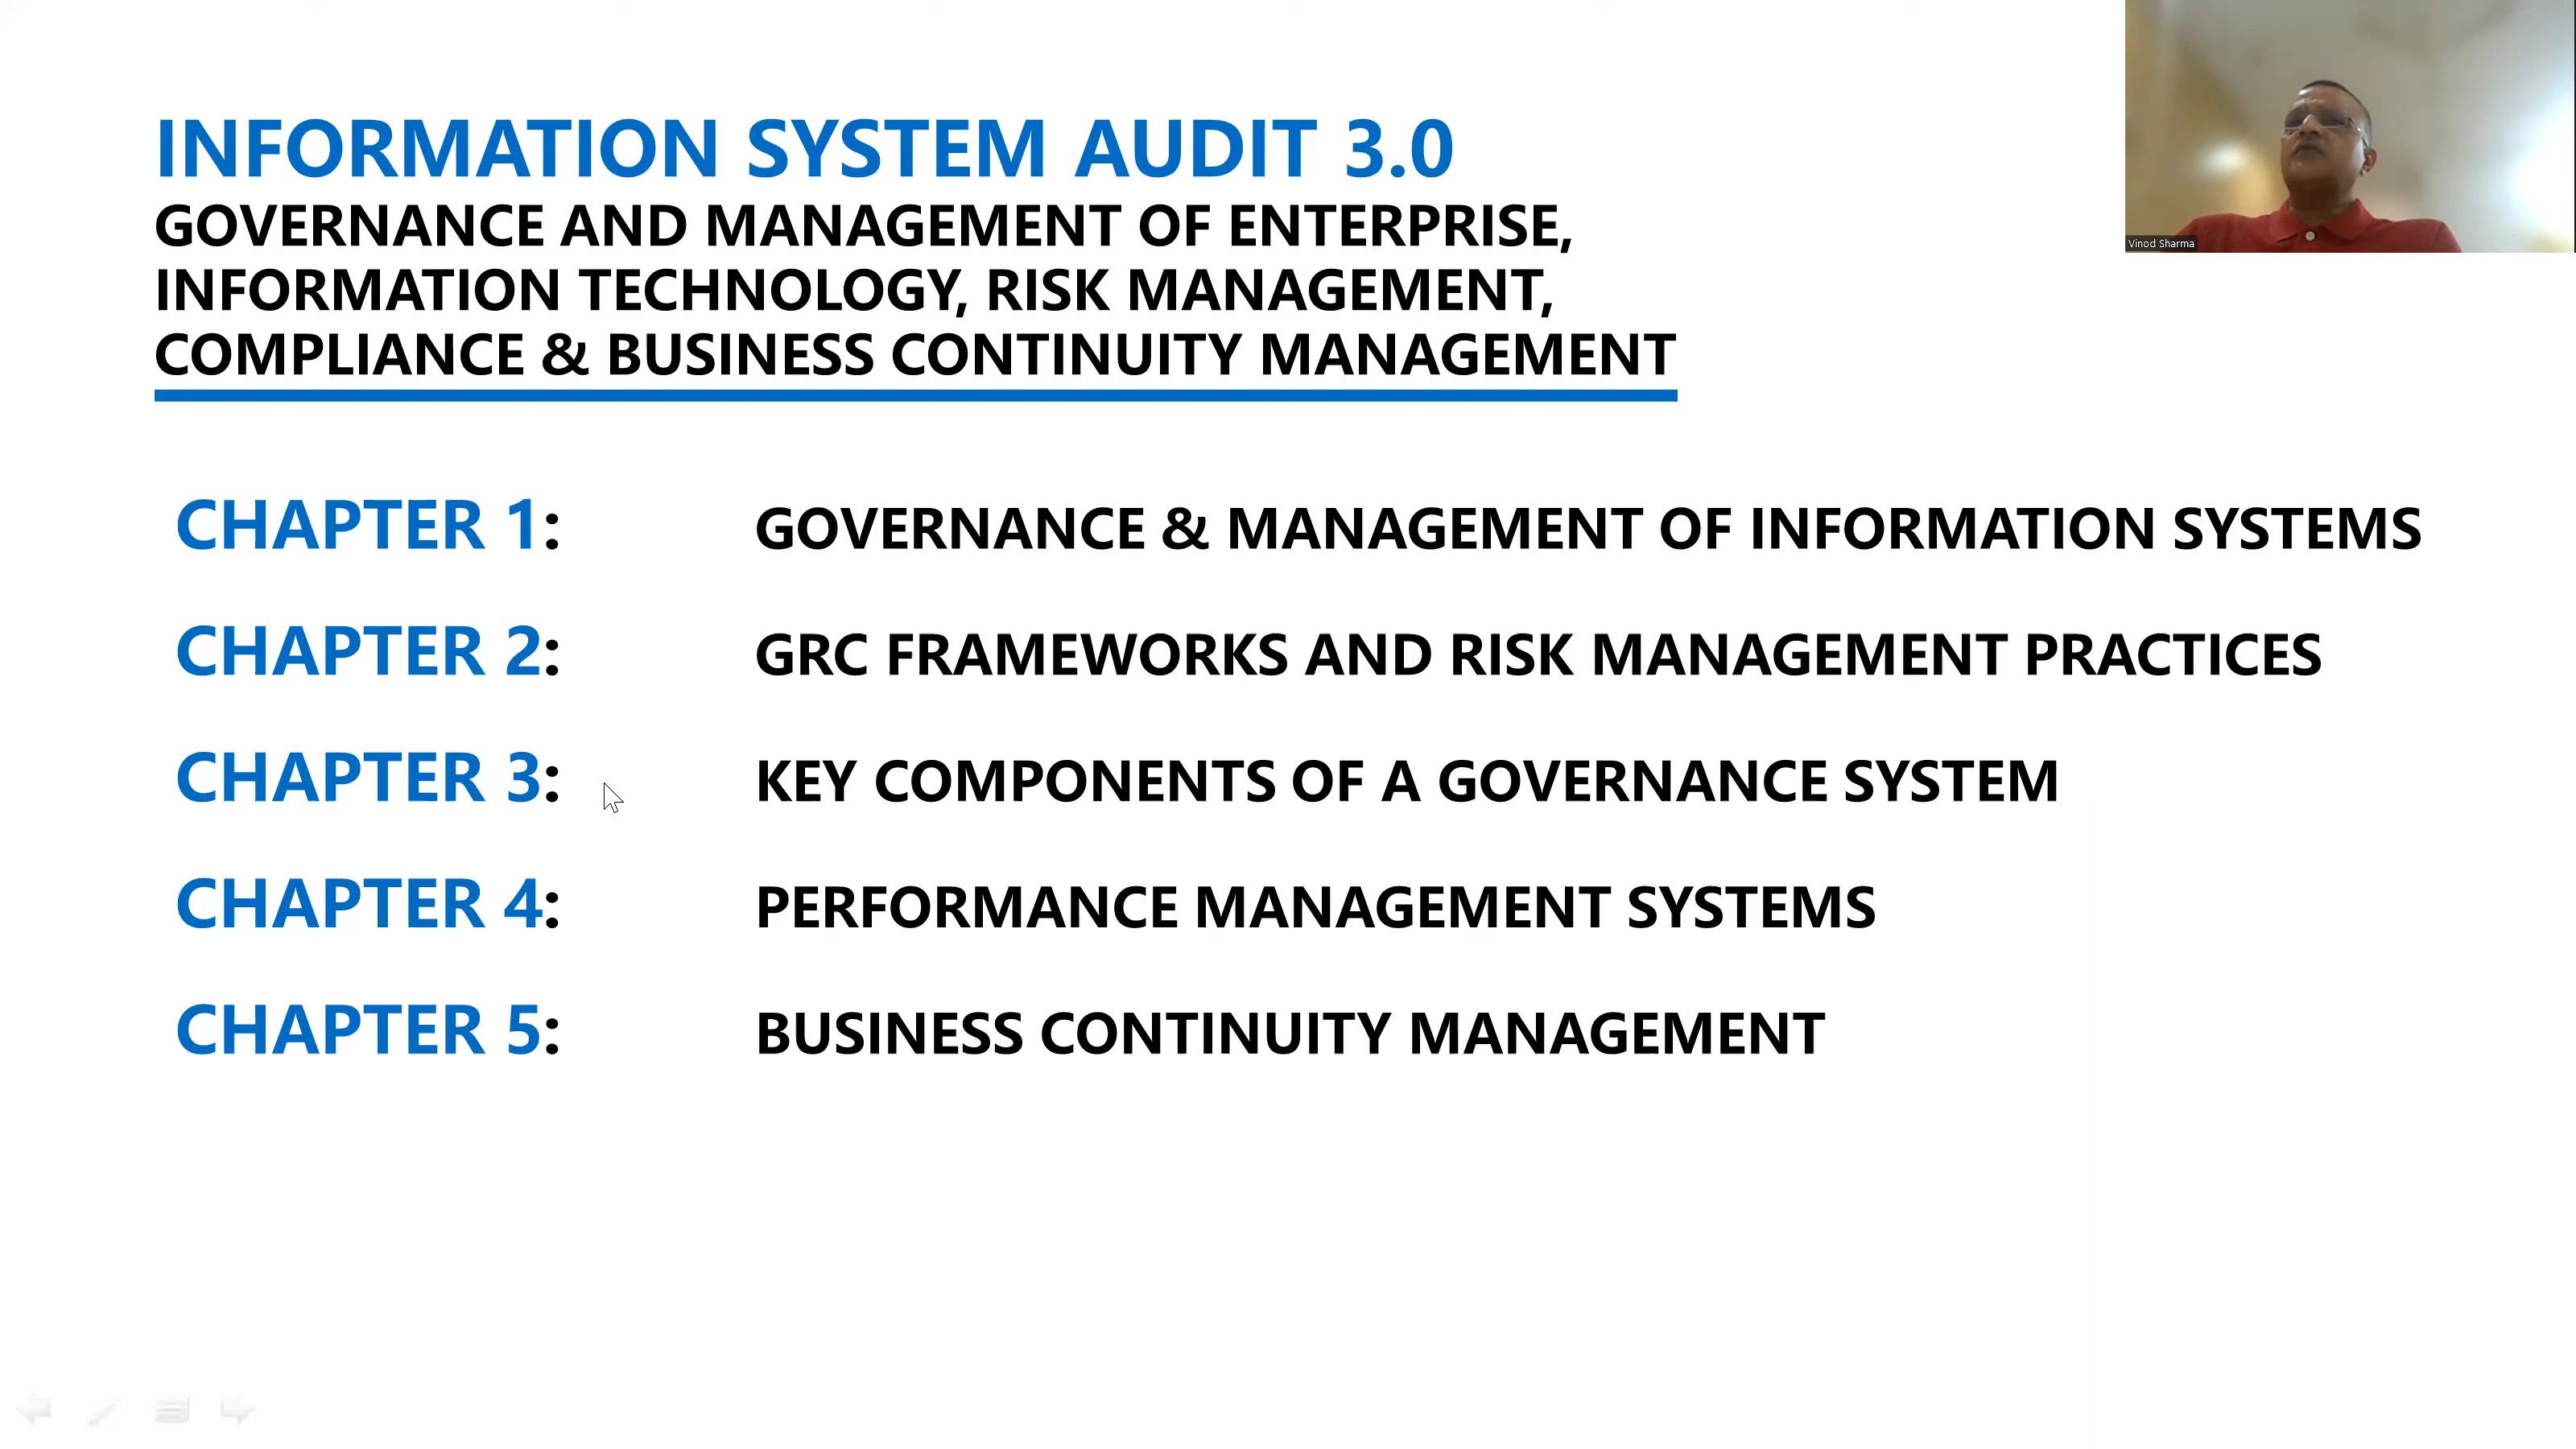 INFORMATION SYSTEM AUDIT 3.0
GOVERNANCE AND MANAGEMENT OF ENTERPRISE,
INFORMATION TECHNOLOGY, RISK MANAGEMENT,
COMPLIANCE & BUSINESS CONTINUITY MANAGEMENT
Vinod Sharma
CHAPTER 1: GOVERNANCE & MANAGEMENT OF INFORMATION SYSTEMS
CHAPTER 2: GRC FRAMEWORKS AND RISK MANAGEMENT PRACTICES
CHAPTER 3: KEY COMPONENTS OF A GOVERNANCE SYSTEM
CHAPTER 4: PERFORMANCE MANAGEMENT SYSTEMS
CHAPTER 5: BUSINESS CONTINUITY MANAGEMENT